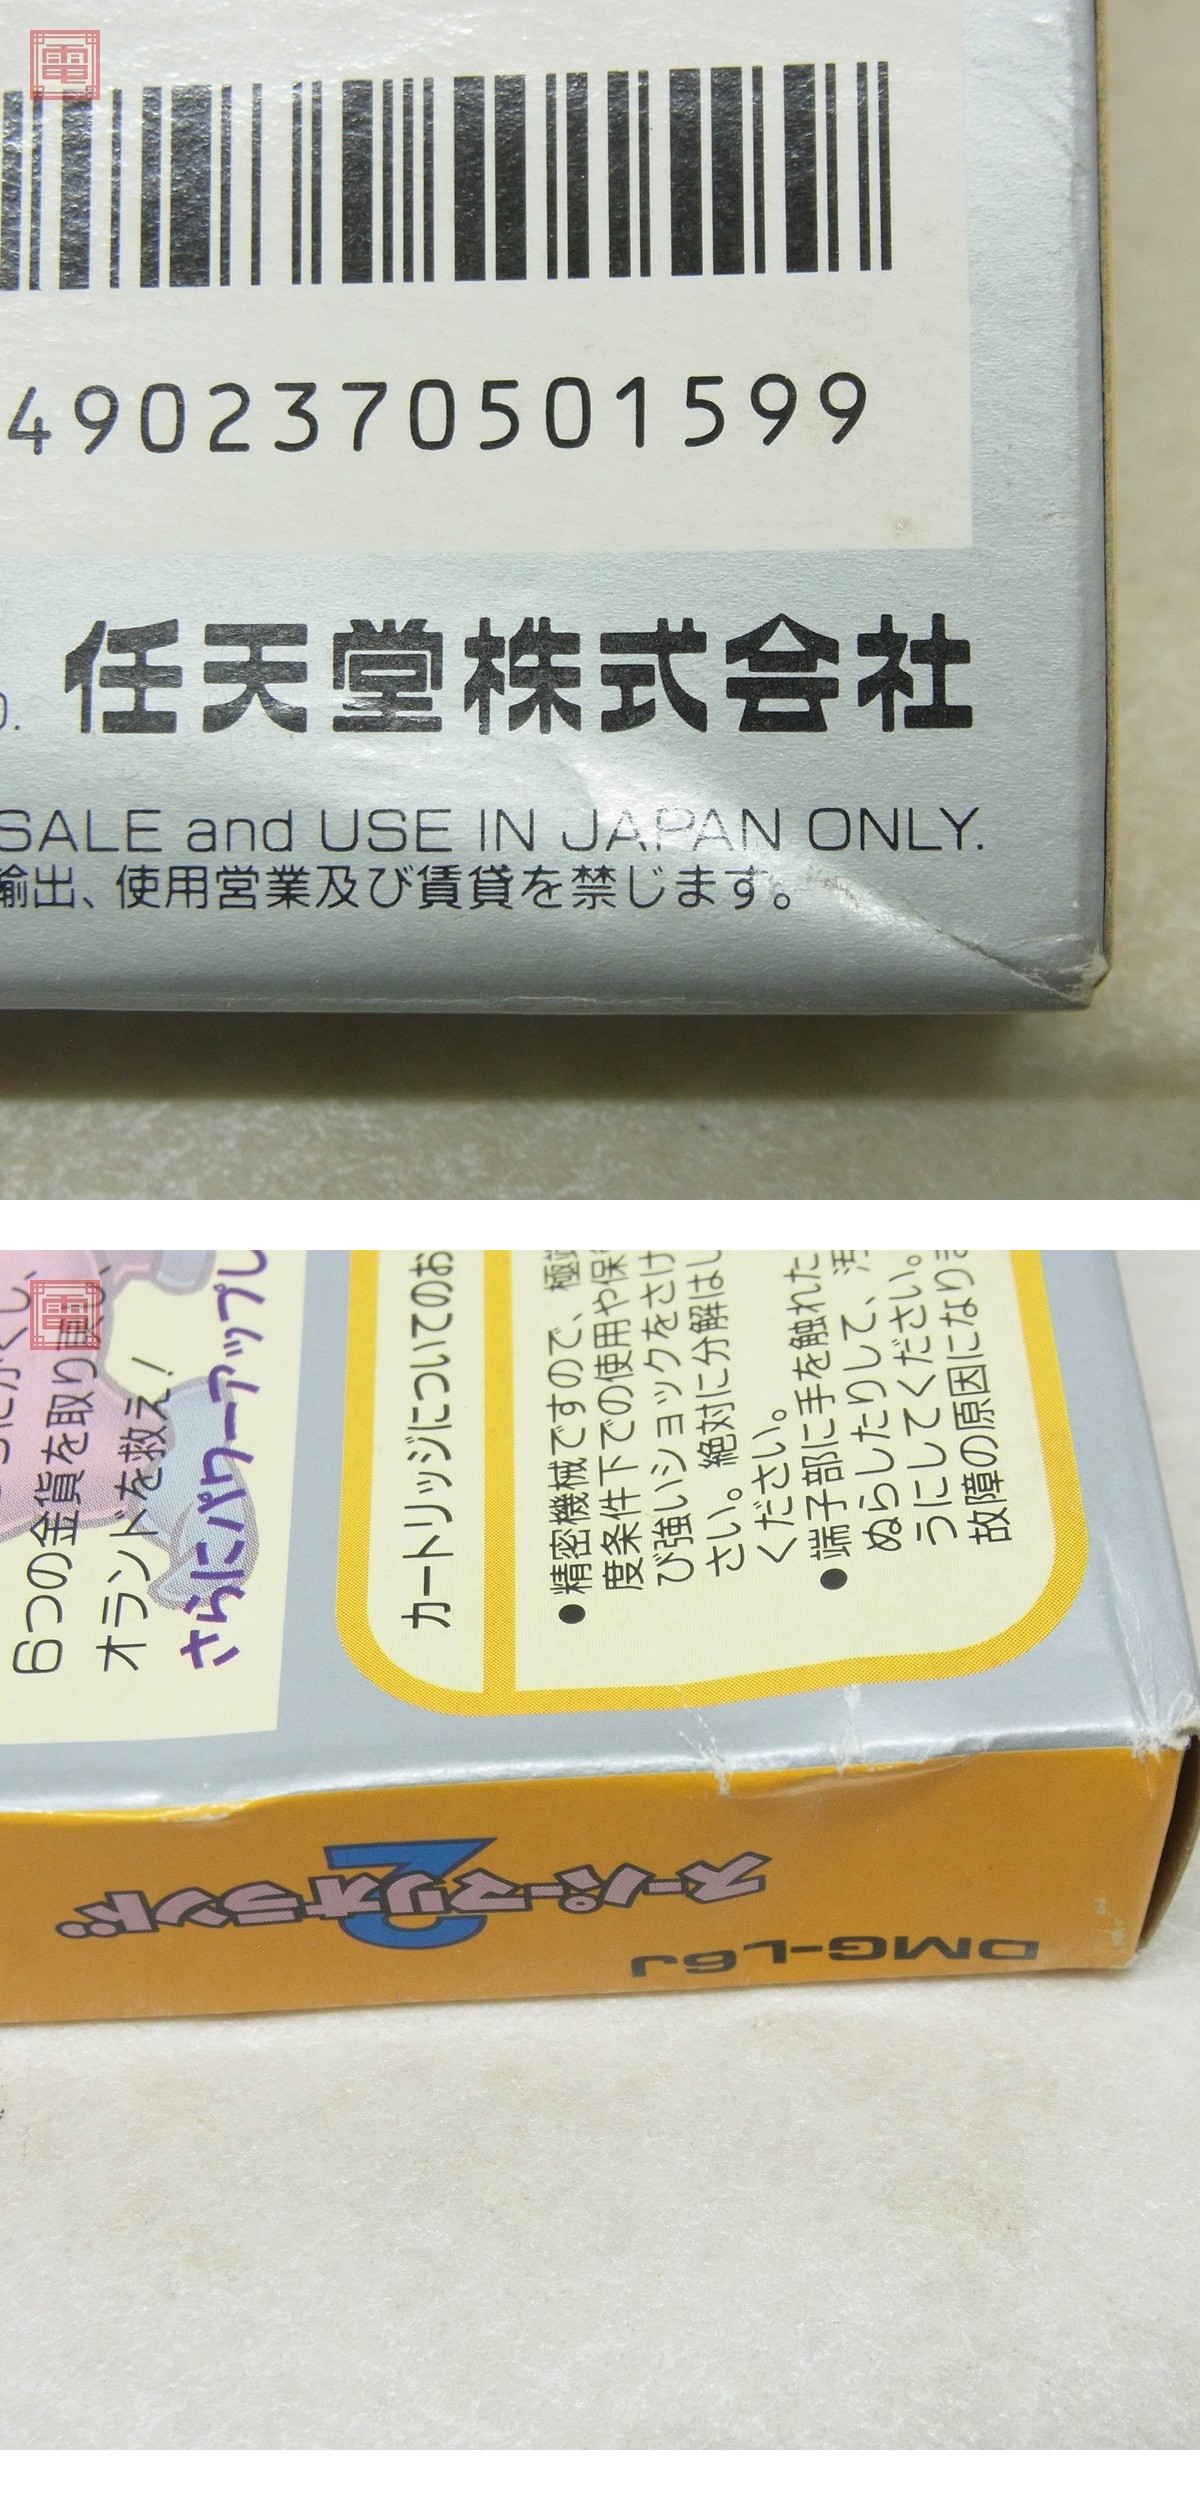 電
4902370501599
任天堂株式会社
SALE and USE IN JAPAN ONLY.
輸出、使用営業及び賃貸を禁じます。
電
6つの金貨を取り戻し、
オランドを救え!
さらにパワーアップし
カートリッジについてのお
●精密機械ですので、極端
度条件下での使用や保
び強いショックをさけ
さい。絶対に分解はし
ください。
●端子部に手を触れた
ぬらしたりして、汚
うにしてください。
故障の原因になりま
スーパーマリオランド
2
DMG-L6J